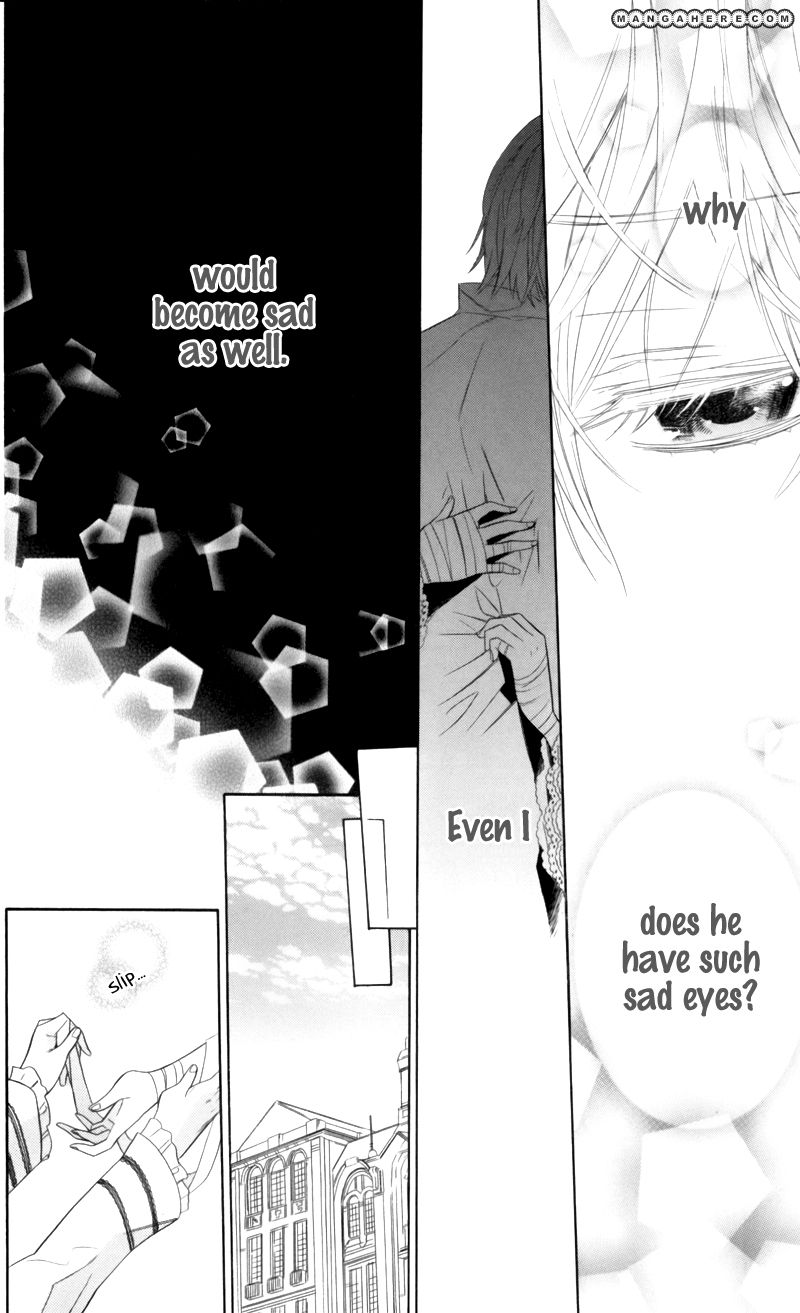 MANGAHERE.COM
why
does he
have such
sad eyes?
Even I
would
become sad
as well.
slip...